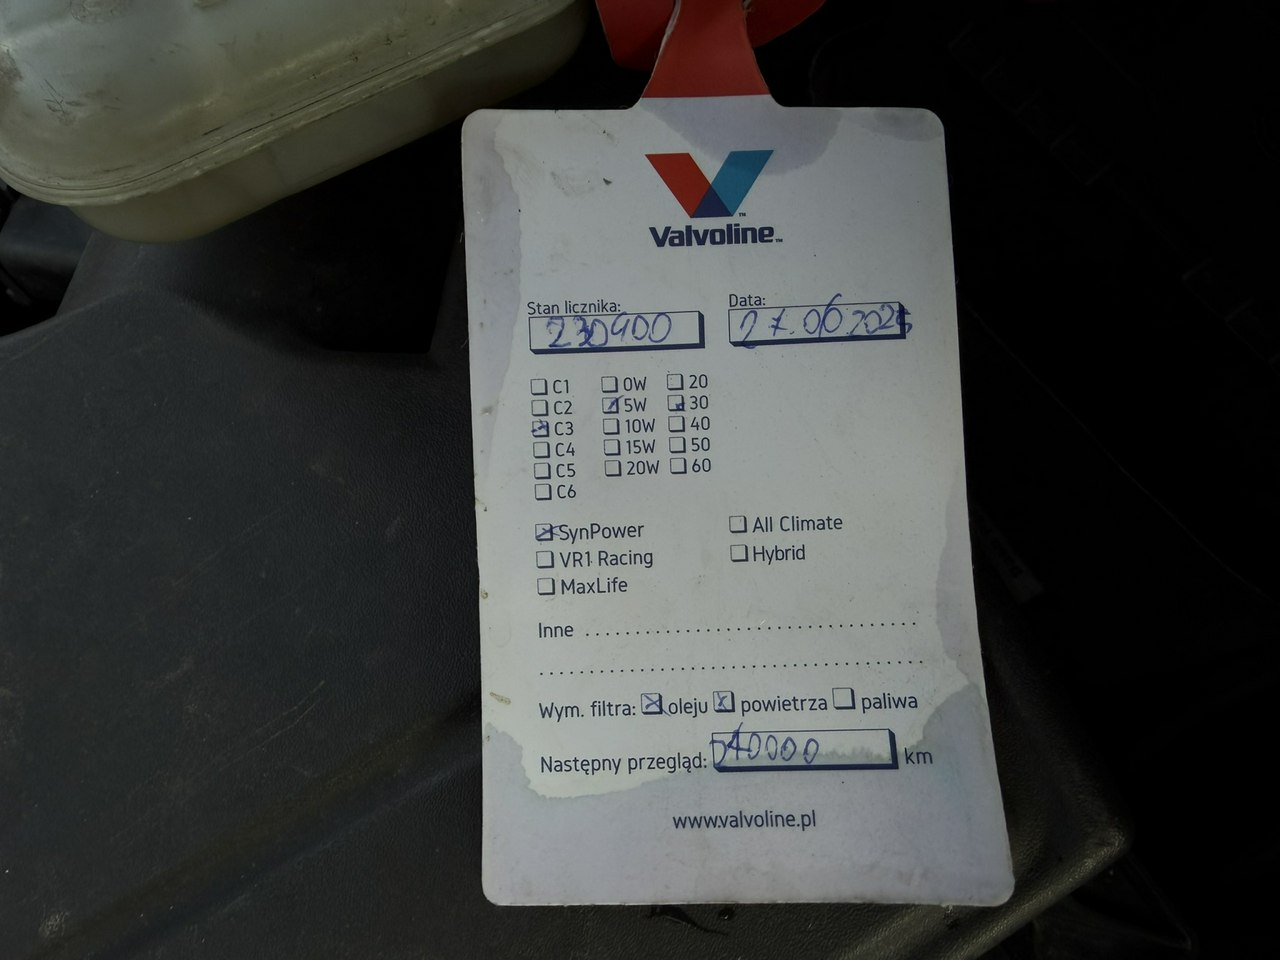 Valvoline™
Stan licznika: Data:
230400 27.06
C1 0W 20
C2 5W 30
C3 10W 40
C4 15W 50
C5 20W 60
C6
SynPower All Climate
VR1 Racing Hybrid
MaxLife
Inne
Wym. filtra: oleju powietrza paliwa
Następny przegląd: 240000 km
www.valvoline.pl